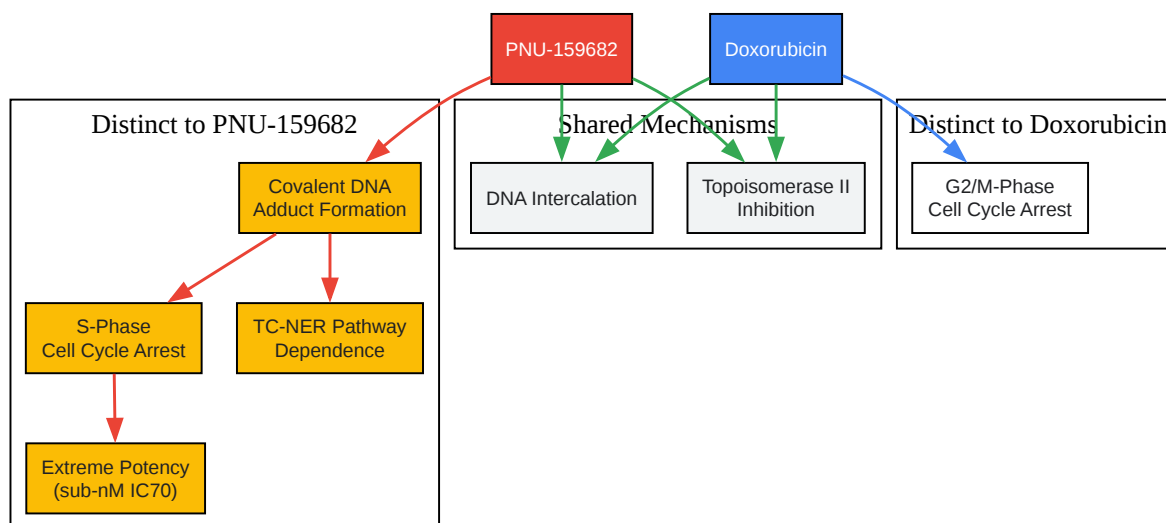 PNU-159682
Doxorubicin
Distinct to PNU-159682
Shared Mechanisms
Distinct to Doxorubicin
Covalent DNA
Adduct Formation
DNA Intercalation
Topoisomerase II
Inhibition
G2/M-Phase
Cell Cycle Arrest
S-Phase
Cell Cycle Arrest
TC-NER Pathway
Dependence
Extreme Potency
(sub-nM IC70)